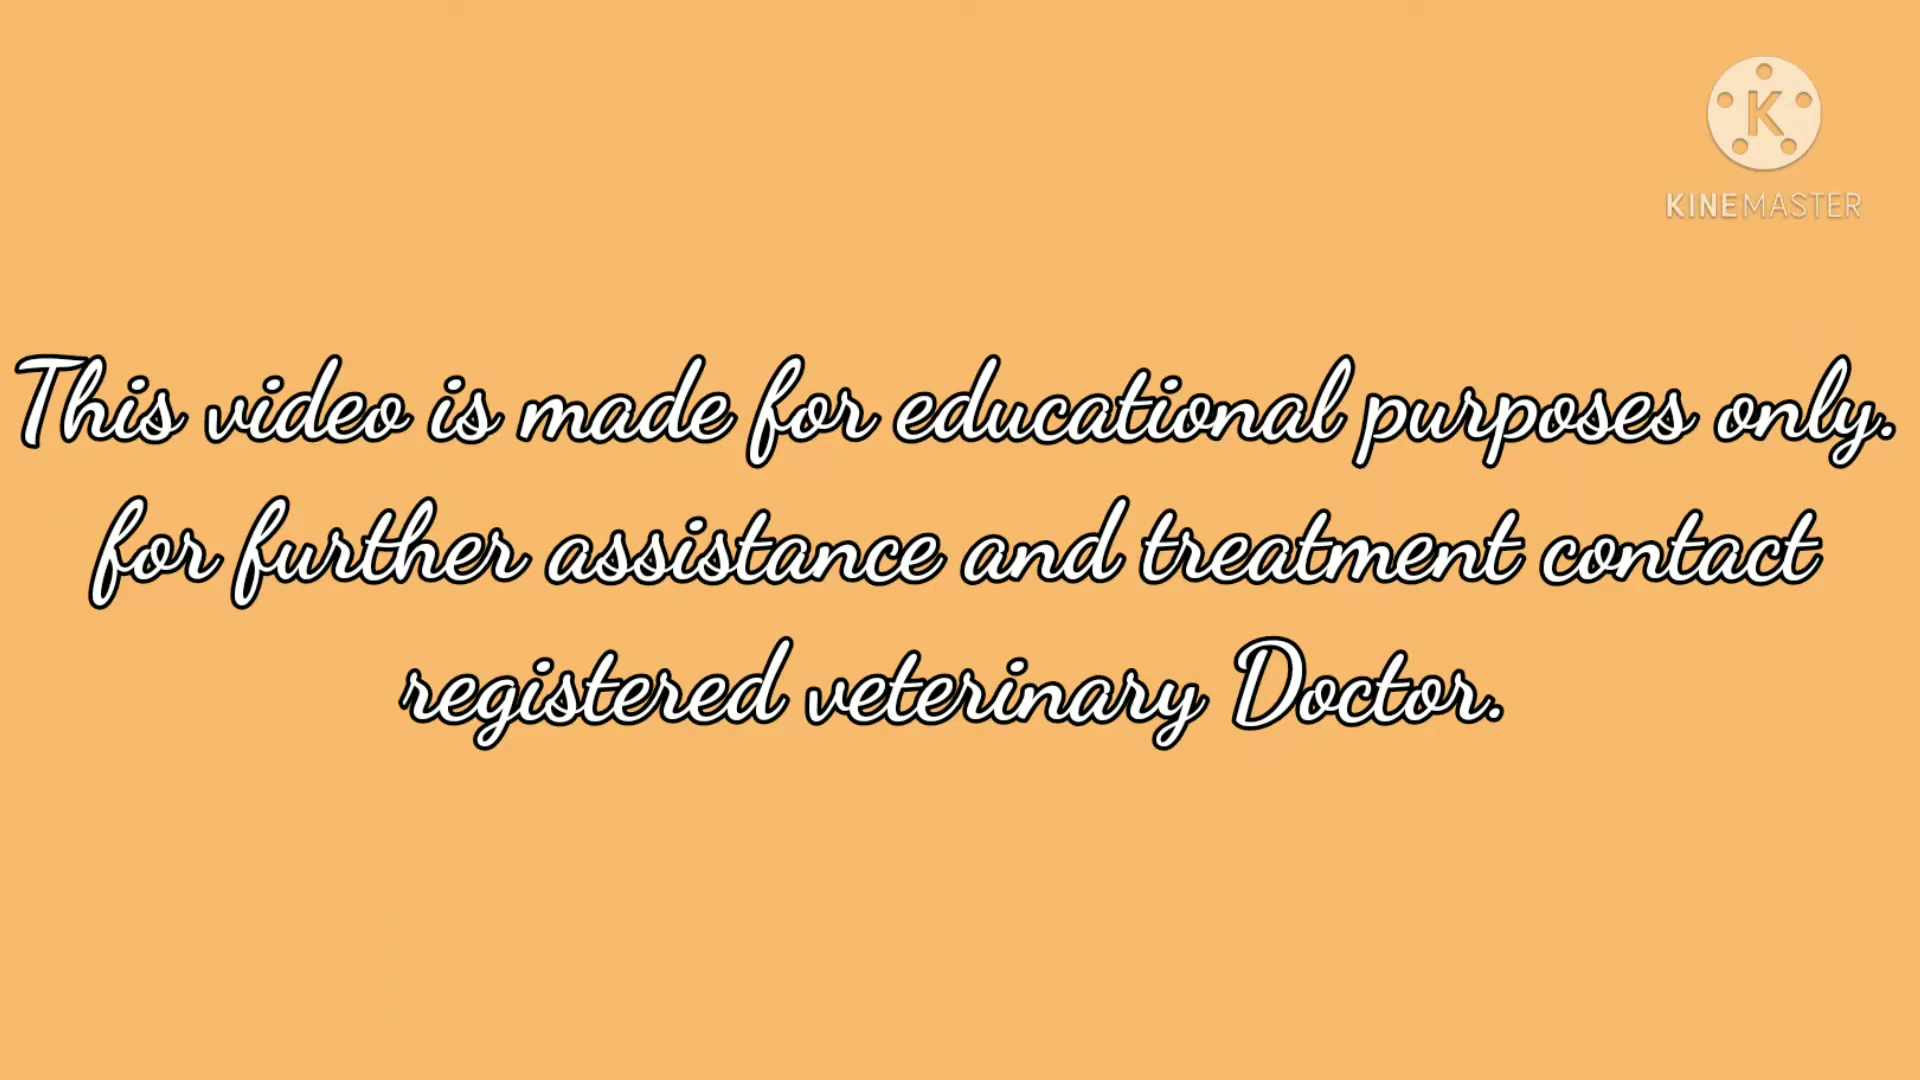 K
KINEMASTER
This video is made for educational purposes only.
for further assistance and treatment contact
registered veterinary Doctor.